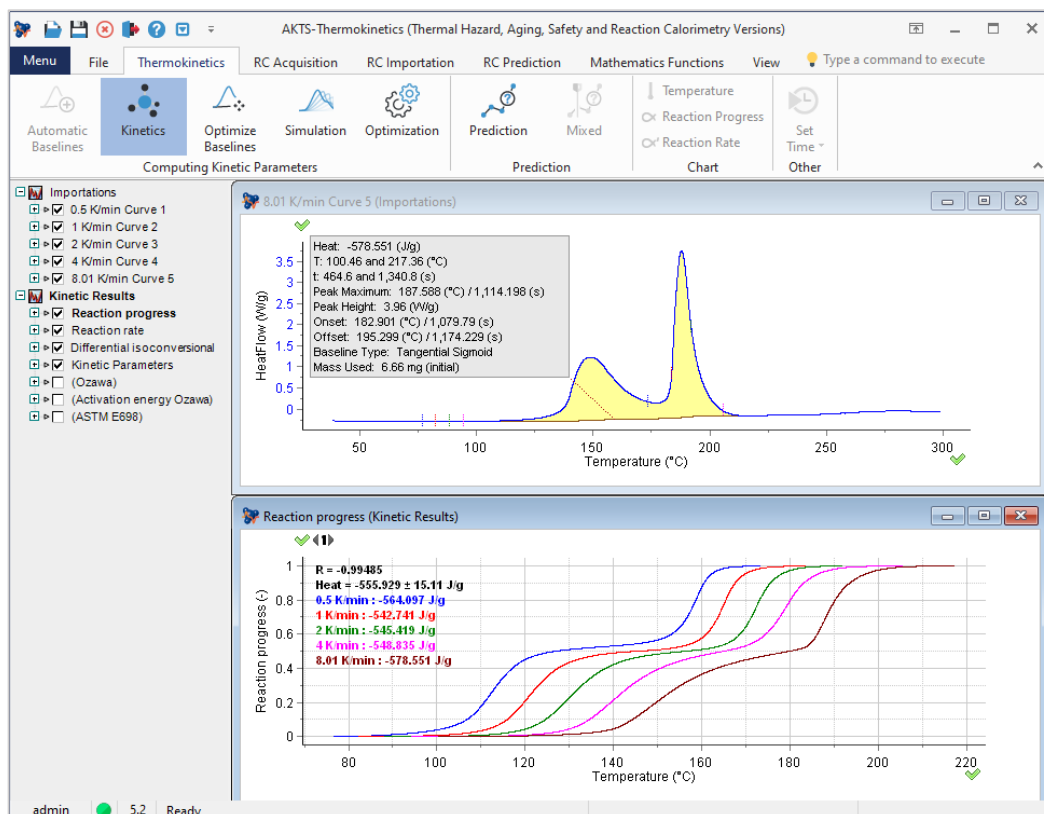 AKTS-Thermokinetics (Thermal Hazard, Aging, Safety and Reaction Calorimetry Versions)
Menu File Thermokinetics RC Acquisition RC Importation RC Prediction Mathematics Functions View Type a command to execute
Automatic Baselines
Kinetics
Optimize Baselines
Simulation
Optimization
Computing Kinetic Parameters
Prediction
Mixed
Prediction
Temperature
Reaction Progress
Reaction Rate
Chart
Set Time
Other
Importations
0.5 K/min Curve 1
1 K/min Curve 2
2 K/min Curve 3
4 K/min Curve 4
8.01 K/min Curve 5
Kinetic Results
Reaction progress
Reaction rate
Differential isoconversional
Kinetic Parameters
(Ozawa)
(Activation energy Ozawa)
(ASTM E698)
8.01 K/min Curve 5 (Importations)
Heat: -578.551 (J/g)
T: 100.46 and 217.36 (°C)
t: 464.6 and 1,340.8 (s)
Peak Maximum: 187.588 (°C) / 1,114.198 (s)
Peak Height: 3.96 (W/g)
Onset: 182.901 (°C) / 1,079.79 (s)
Offset: 195.299 (°C) / 1,174.229 (s)
Baseline Type: Tangential Sigmoid
Mass Used: 6.66 mg (initial)
HeatFlow (W/g)
3.5
3
2.5
2
1.5
1
0.5
0
50 100 150 200 250 300
Temperature (°C)
Reaction progress (Kinetic Results)
1
R = -0.99485
Heat = -555.929 ± 15.11 J/g
0.5 K/min : -564.097 J/g
1 K/min : -542.741 J/g
2 K/min : -545.419 J/g
4 K/min : -548.835 J/g
8.01 K/min : -578.551 J/g
Reaction progress (-)
1
0.8
0.6
0.4
0.2
0
80 100 120 140 160 180 200 220
Temperature (°C)
admin 5.2 Ready